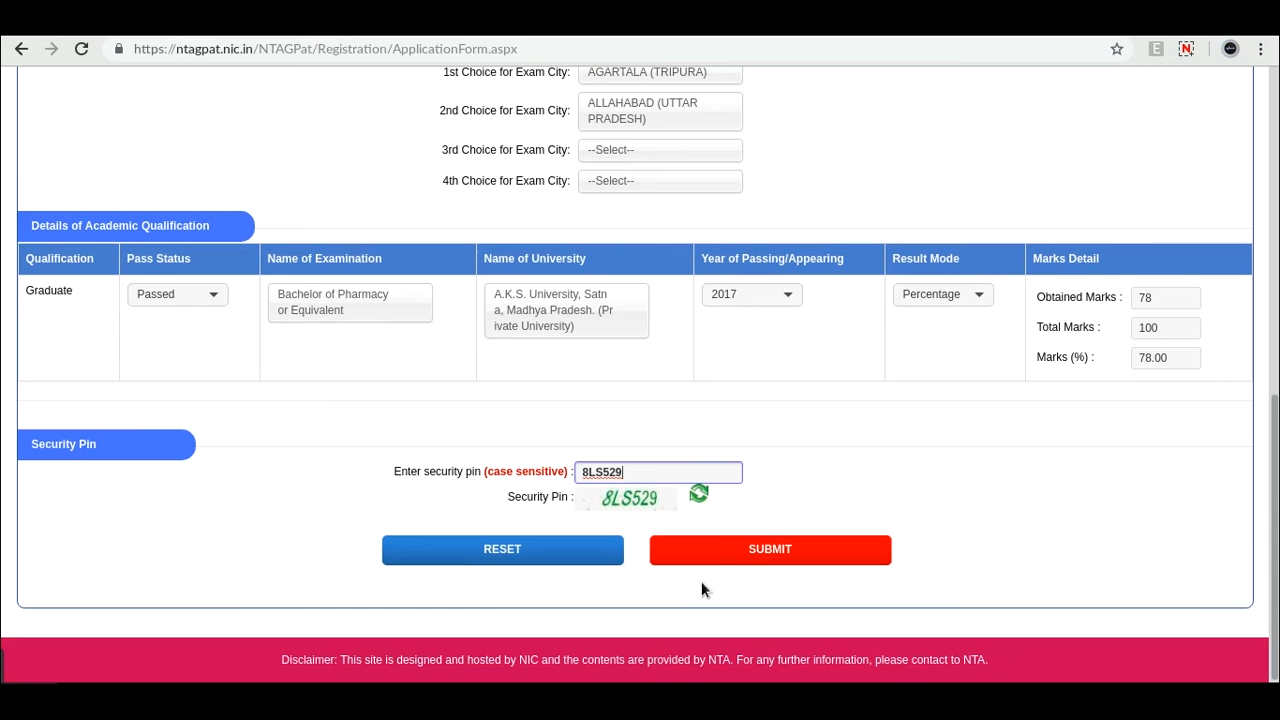 https://ntagpat.nic.in/NTAGPat/Registration/ApplicationForm.aspx
E
N
1st Choice for Exam City: AGARTALA (TRIPURA)
2nd Choice for Exam City: ALLAHABAD (UTTAR
PRADESH)
3rd Choice for Exam City: --Select--
4th Choice for Exam City: --Select--
Details of Academic Qualification
Qualification Pass Status Name of Examination Name of University Year of Passing/Appearing Result Mode Marks Detail
Graduate Passed Bachelor of Pharmacy A.K.S. University, Satn 2017 Percentage Obtained Marks : 78
or Equivalent a, Madhya Pradesh. (Pr
ivate University) Total Marks : 100
Marks (%) : 78.00
Security Pin
Enter security pin (case sensitive) : 8LS529
Security Pin : 8LS529
RESET SUBMIT
Disclaimer: This site is designed and hosted by NIC and the contents are provided by NTA. For any further information, please contact to NTA.